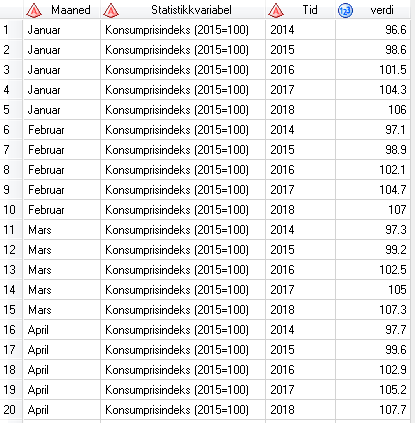 Maaned Statistikkvariabel Tid 123 verdi
1 Januar Konsumprisindeks (2015=100) 2014 96.6
2 Januar Konsumprisindeks (2015=100) 2015 98.6
3 Januar Konsumprisindeks (2015=100) 2016 101.5
4 Januar Konsumprisindeks (2015=100) 2017 104.3
5 Januar Konsumprisindeks (2015=100) 2018 106
6 Februar Konsumprisindeks (2015=100) 2014 97.1
7 Februar Konsumprisindeks (2015=100) 2015 98.9
8 Februar Konsumprisindeks (2015=100) 2016 102.1
9 Februar Konsumprisindeks (2015=100) 2017 104.7
10 Februar Konsumprisindeks (2015=100) 2018 107
11 Mars Konsumprisindeks (2015=100) 2014 97.3
12 Mars Konsumprisindeks (2015=100) 2015 99.2
13 Mars Konsumprisindeks (2015=100) 2016 102.5
14 Mars Konsumprisindeks (2015=100) 2017 105
15 Mars Konsumprisindeks (2015=100) 2018 107.3
16 April Konsumprisindeks (2015=100) 2014 97.7
17 April Konsumprisindeks (2015=100) 2015 99.6
18 April Konsumprisindeks (2015=100) 2016 102.9
19 April Konsumprisindeks (2015=100) 2017 105.2
20 April Konsumprisindeks (2015=100) 2018 107.7